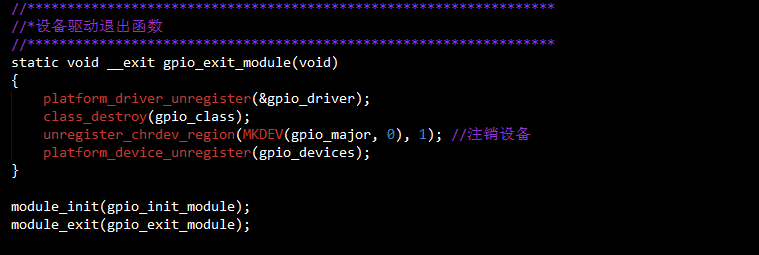 //******************************************************************
//*设备驱动退出函数
//******************************************************************
static void __exit gpio_exit_module(void)
{
    platform_driver_unregister(&gpio_driver);
    class_destroy(gpio_class);
    unregister_chrdev_region(MKDEV(gpio_major, 0), 1); //注销设备
    platform_device_unregister(gpio_devices);
}
module_init(gpio_init_module);
module_exit(gpio_exit_module);